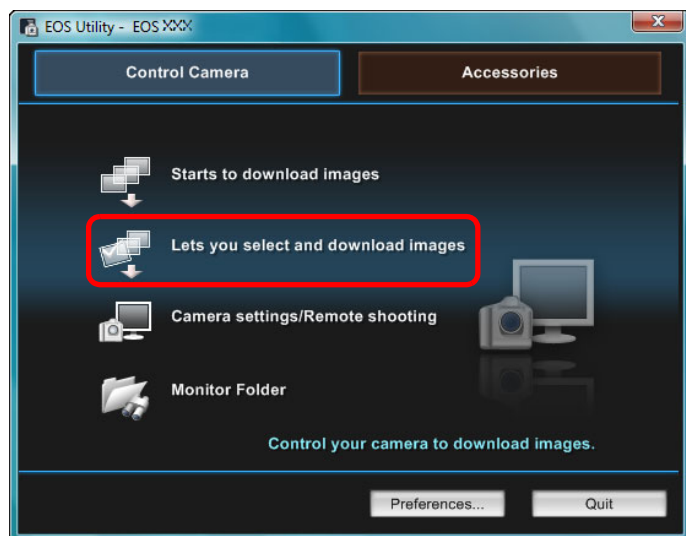 EOS Utility - EOS XXX
Control Camera Accessories
Starts to download images
Lets you select and download images
Camera settings/Remote shooting
Monitor Folder
Control your camera to download images.
Preferences... Quit